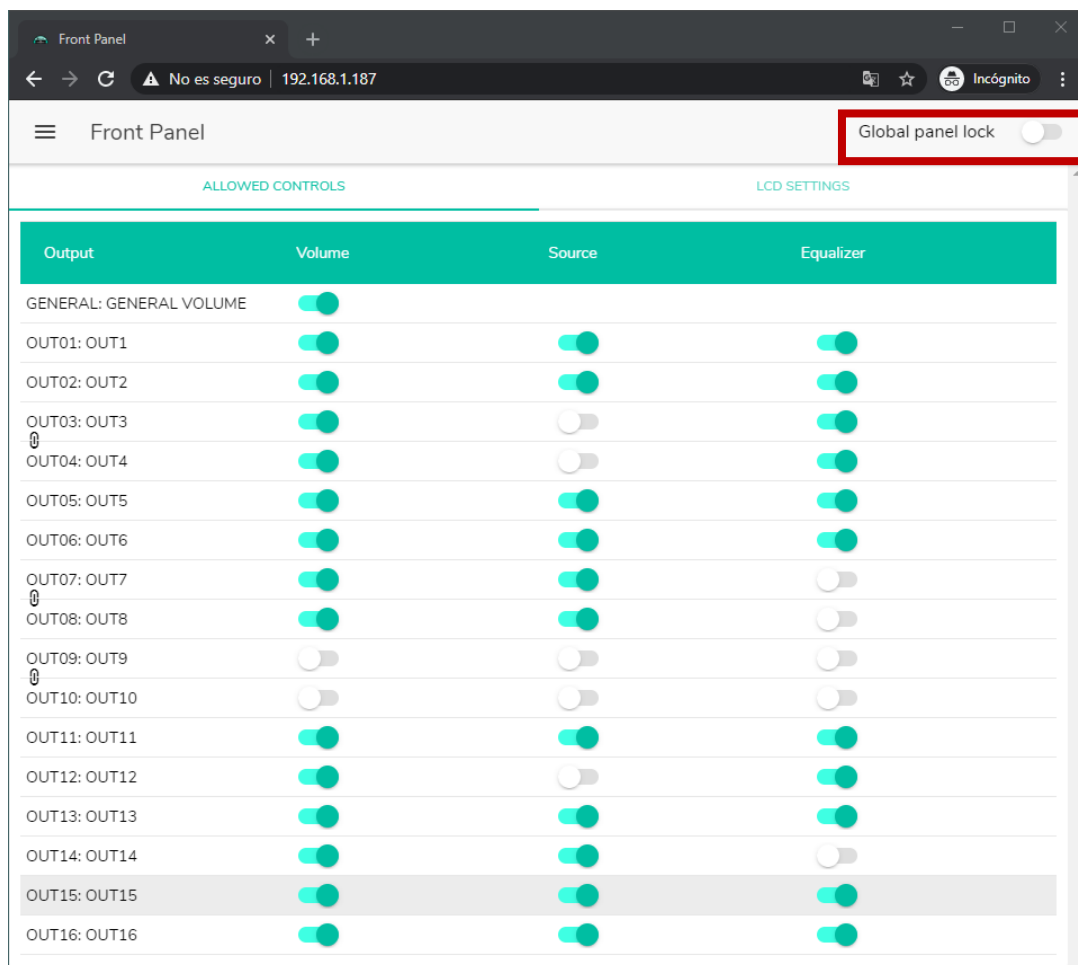 Front Panel
No es seguro | 192.168.1.187
Incógnito
Front Panel
Global panel lock
ALLOWED CONTROLS
LCD SETTINGS
Output Volume Source Equalizer
GENERAL: GENERAL VOLUME
OUT01: OUT1
OUT02: OUT2
OUT03: OUT3
OUT04: OUT4
OUT05: OUT5
OUT06: OUT6
OUT07: OUT7
OUT08: OUT8
OUT09: OUT9
OUT10: OUT10
OUT11: OUT11
OUT12: OUT12
OUT13: OUT13
OUT14: OUT14
OUT15: OUT15
OUT16: OUT16